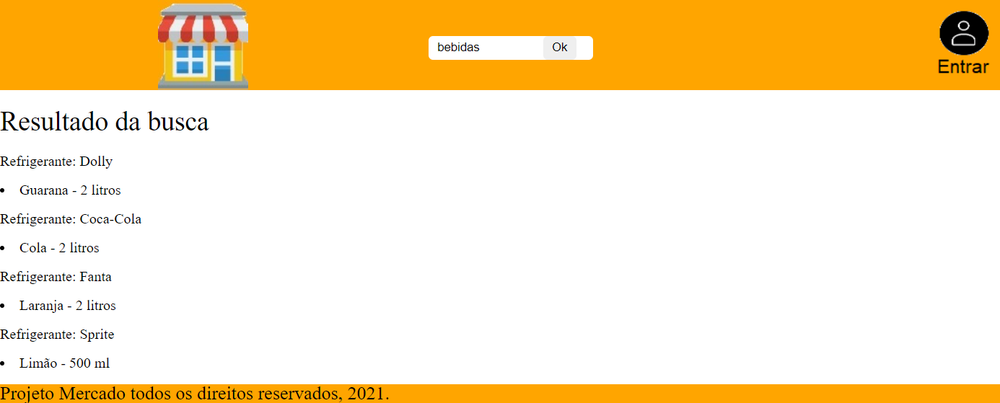 bebidas Ok
Entrar
Resultado da busca
Refrigerante: Dolly
• Guarana - 2 litros
Refrigerante: Coca-Cola
• Cola - 2 litros
Refrigerante: Fanta
• Laranja - 2 litros
Refrigerante: Sprite
• Limão - 500 ml
Projeto Mercado todos os direitos reservados, 2021.